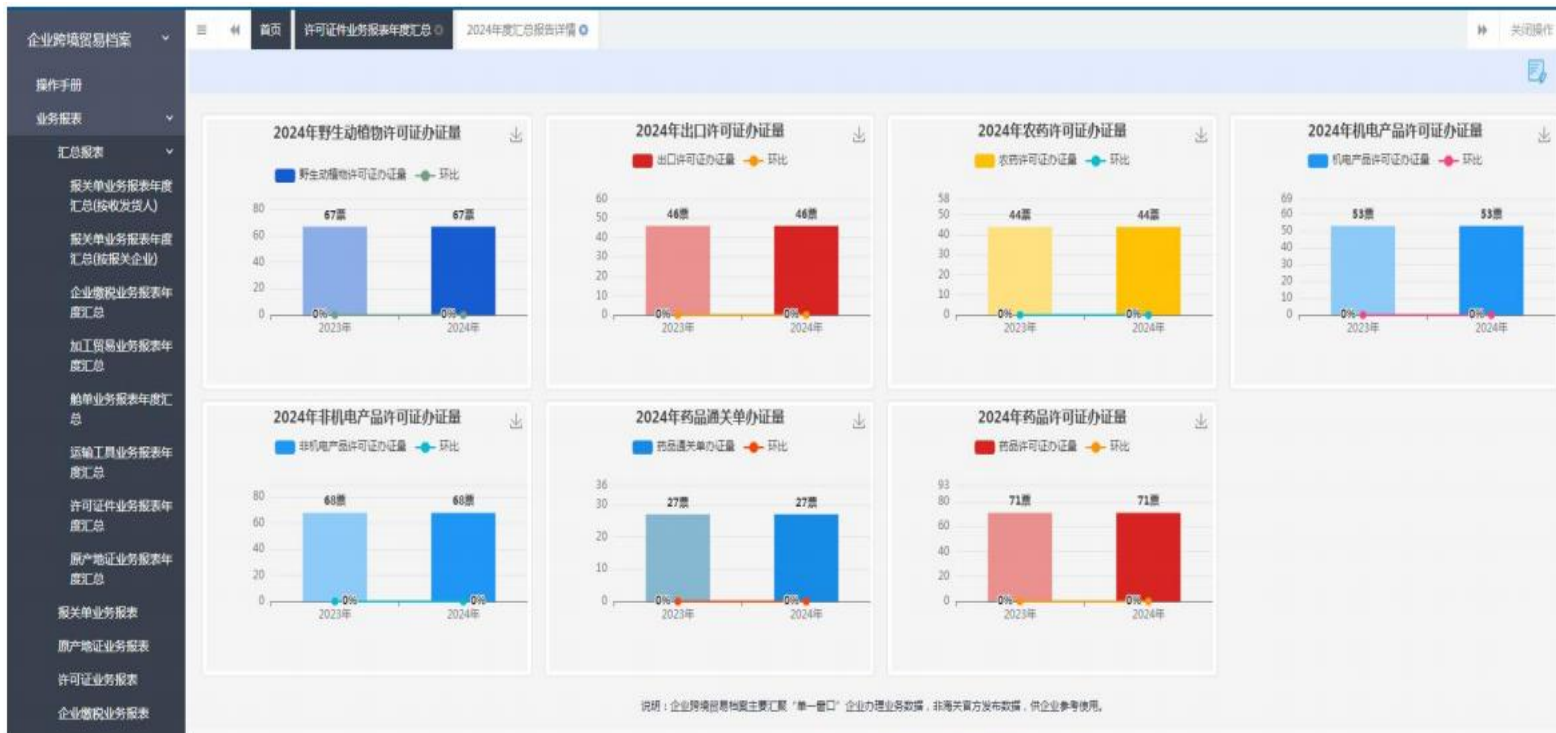 企业跨境贸易档案
首页
许可证件业务报表年度汇总
2024年度汇总报告详情
关闭操作
操作手册
业务报表
汇总报表
报关单业务报表年度
汇总(按收发货人)
报关单业务报表年度
汇总(按报关企业)
企业缴税业务报表年
度汇总
加工贸易业务报表年
度汇总
舱单业务报表年度汇
总
运输工具业务报表年
度汇总
许可证件业务报表年
度汇总
原产地证业务报表年
度汇总
报关单业务报表
原产地证业务报表
许可证业务报表
企业缴税业务报表
2024年野生动植物许可证办证量
野生动植物许可证办证量 环比
80
60
40
20
0
67票 67票
0% 0%
2023年 2024年
2024年出口许可证办证量
出口许可证办证量 环比
60
50
40
30
20
10
0
46票 46票
0% 0%
2023年 2024年
2024年农药许可证办证量
农药许可证办证量 环比
58
50
40
30
20
10
0
44票 44票
0% 0%
2023年 2024年
2024年机电产品许可证办证量
机电产品许可证办证量 环比
69
60
50
40
30
20
10
0
53票 53票
0% 0%
2023年 2024年
2024年非机电产品许可证办证量
非机电产品许可证办证量 环比
80
60
40
20
0
68票 68票
0% 0%
2023年 2024年
2024年药品通关单办证量
药品通关单办证量 环比
36
30
20
10
0
27票 27票
0% 0%
2023年 2024年
2024年药品许可证办证量
药品许可证办证量 环比
93
80
60
40
20
0
71票 71票
0% 0%
2023年 2024年
说明：企业跨境贸易档案主要汇聚“单一窗口”企业办理业务数据，非海关官方发布数据，供企业参考使用。